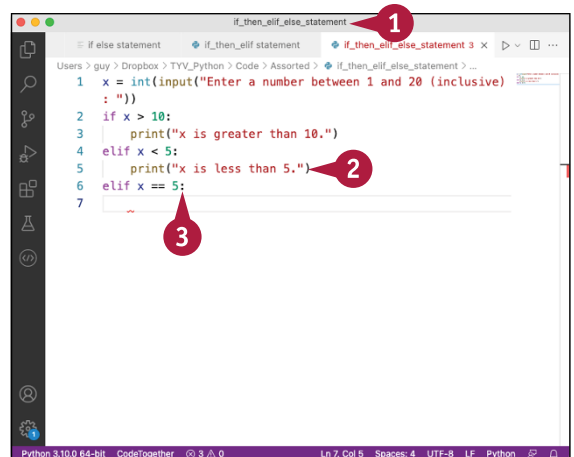 if_then_elif_else_statement
1
if else statement if_then_elif statement if_then_elif_else_statement 3 ×
Users > guy > Dropbox > TYV_Python > Code > Assorted > if_then_elif_else_statement > ...
1 x = int(input("Enter a number between 1 and 20 (inclusive)
: "))
2 if x > 10:
3 print("x is greater than 10.")
4 elif x < 5:
5 print("x is less than 5.")
2
6 elif x == 5:
7
3
1
Python 3.10.0 64-bit CodeTogether 3 0 Ln 7, Col 5 Spaces: 4 UTF-8 LF Python